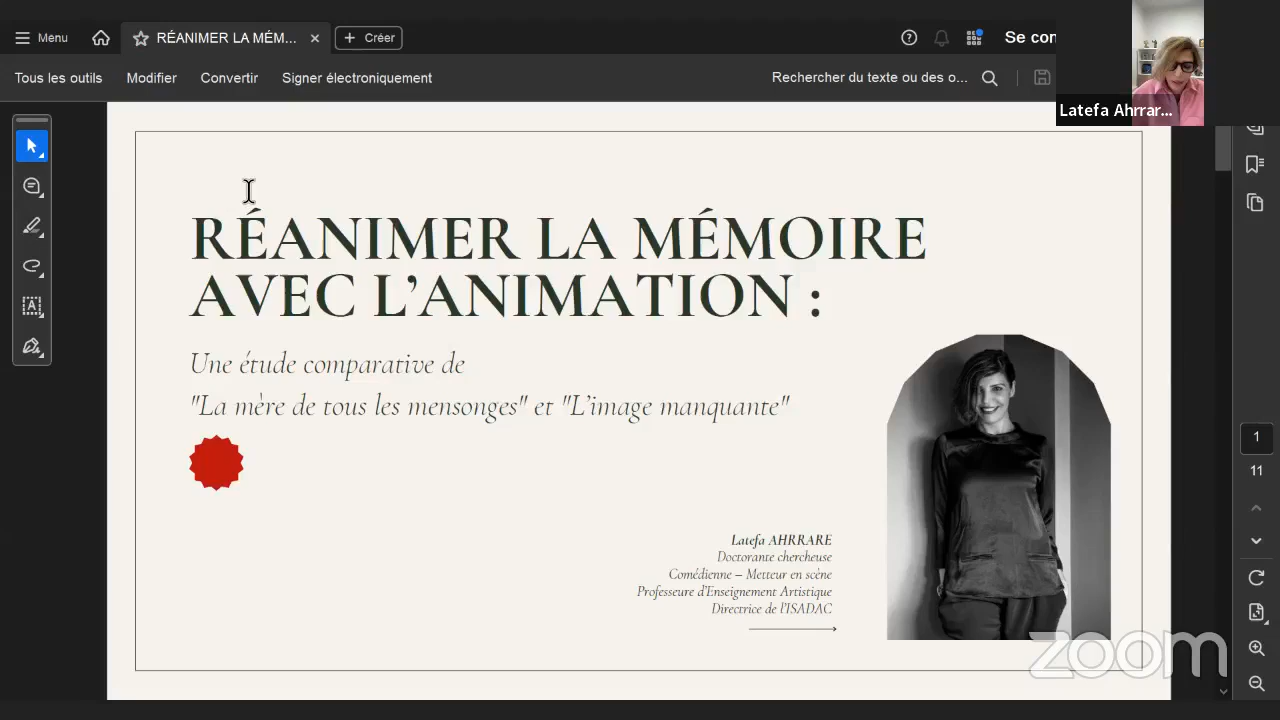 Menu
RÉANIMER LA MÉM...
Créer
Se con
Tous les outils
Modifier
Convertir
Signer électroniquement
Rechercher du texte ou des o...
Latefa Ahrrar...
RÉANIMER LA MÉMOIRE
AVEC L’ANIMATION :
Une étude comparative de
"La mère de tous les mensonges" et "L’image manquante"
Latefa AHRRARE
Doctorante chercheuse
Comédienne – Metteur en scène
Professeure d’Enseignement Artistique
Directrice de l’ISADAC
1
11
zoom